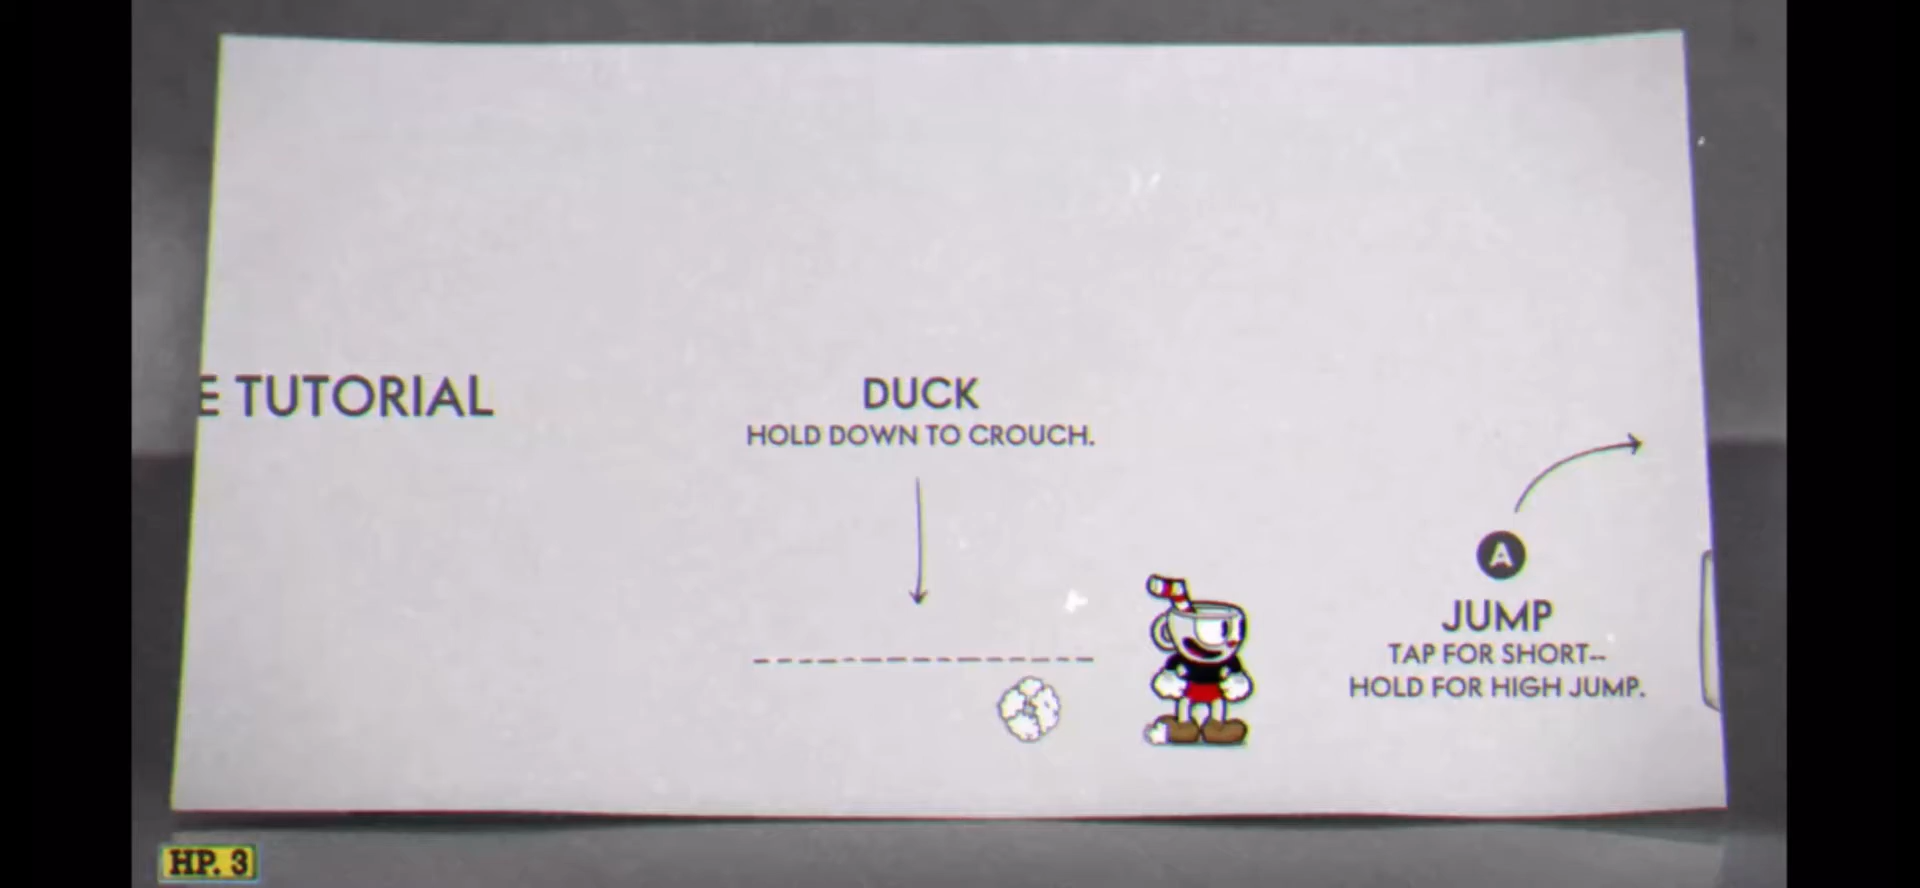 E TUTORIAL
DUCK
HOLD DOWN TO CROUCH.
A
JUMP
TAP FOR SHORT--
HOLD FOR HIGH JUMP.
HP. 3